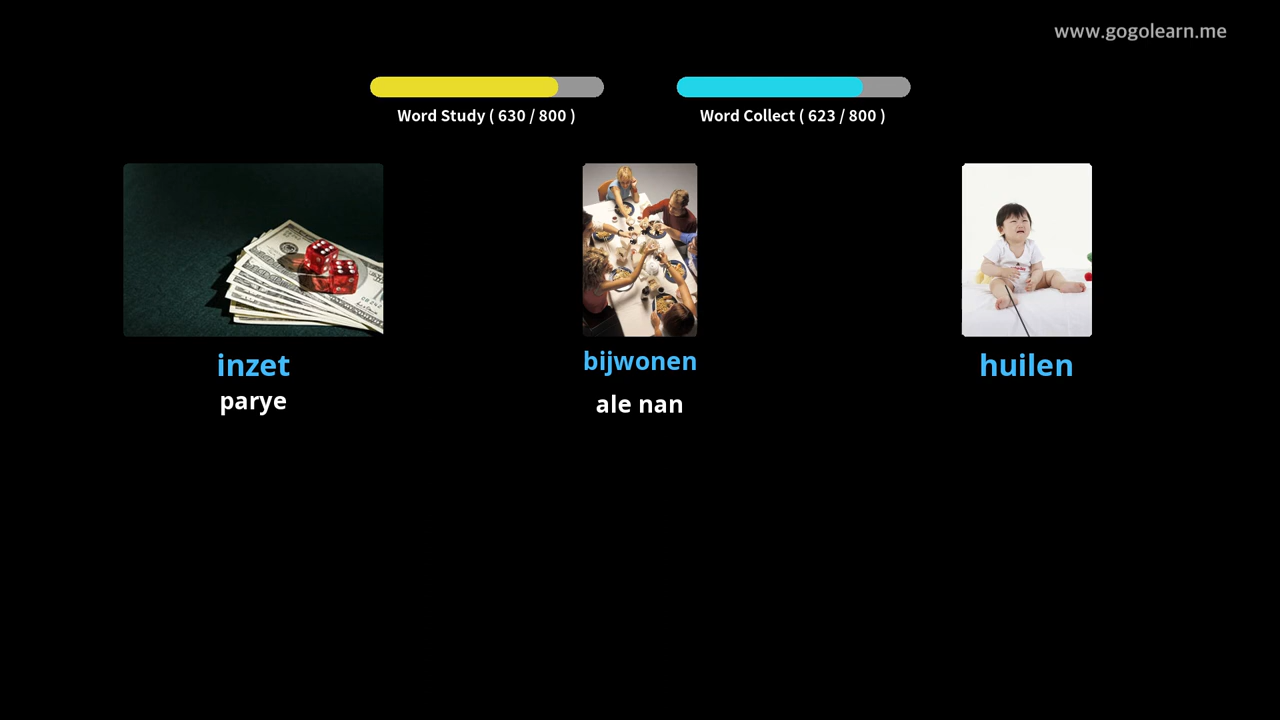 www.gogolearn.me
Word Study ( 630 / 800 )
Word Collect ( 623 / 800 )
inzet
parye
bijwonen
ale nan
huilen